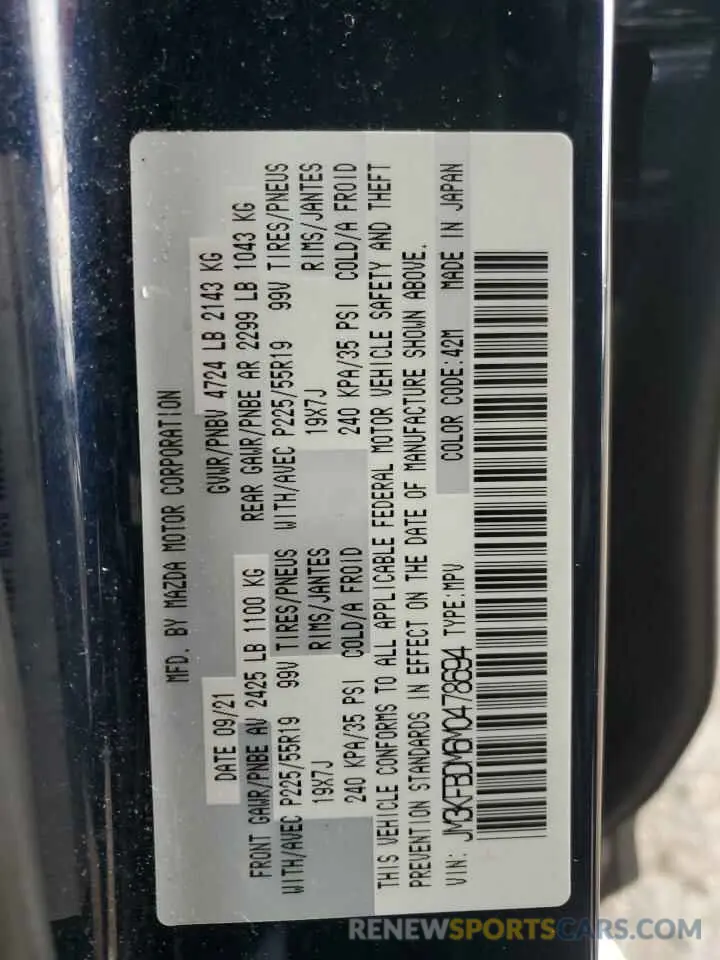 MFD. BY MAZDA MOTOR CORPORATION
DATE 09/21 GVWR/PNBV 4724 LB 2143 KG
FRONT GAWR/PNBE AV 2425 LB 1100 KG REAR GAWR/PNBE AR 2299 LB 1043 KG
WITH/AVEC P225/55R19 99V TIRES/PNEUS WITH/AVEC P225/55R19 99V TIRES/PNEUS
19X7J RIMS/JANTES 19X7J RIMS/JANTES
240 KPA/35 PSI COLD/A FROID 240 KPA/35 PSI COLD/A FROID
THIS VEHICLE CONFORMS TO ALL APPLICABLE FEDERAL MOTOR VEHICLE SAFETY AND THEFT
PREVENTION STANDARDS IN EFFECT ON THE DATE OF MANUFACTURE SHOWN ABOVE.
VIN: JM3KFBDM6M0478694 TYPE:MPV COLOR CODE:42M MADE IN JAPAN
RENEWSPORTSCARS.COM